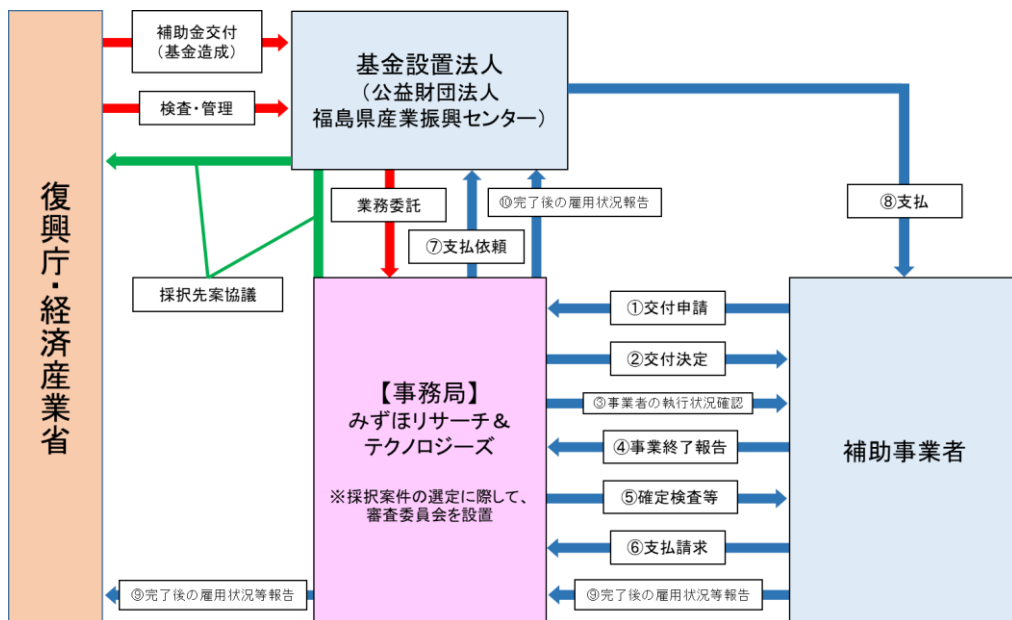 補助金交付
（基金造成）
検査・管理
基金設置法人
（公益財団法人
福島県産業振興センター）
復興庁・経済産業省
採択先案協議
業務委託
⑩完了後の雇用状況報告
⑦支払依頼
⑧支払
【事務局】
みずほリサーチ＆
テクノロジーズ
※採択案件の選定に際して、
審査委員会を設置
①交付申請
②交付決定
③事業者の執行状況確認
④事業終了報告
⑤確定検査等
⑥支払請求
⑨完了後の雇用状況等報告
⑨完了後の雇用状況等報告
補助事業者